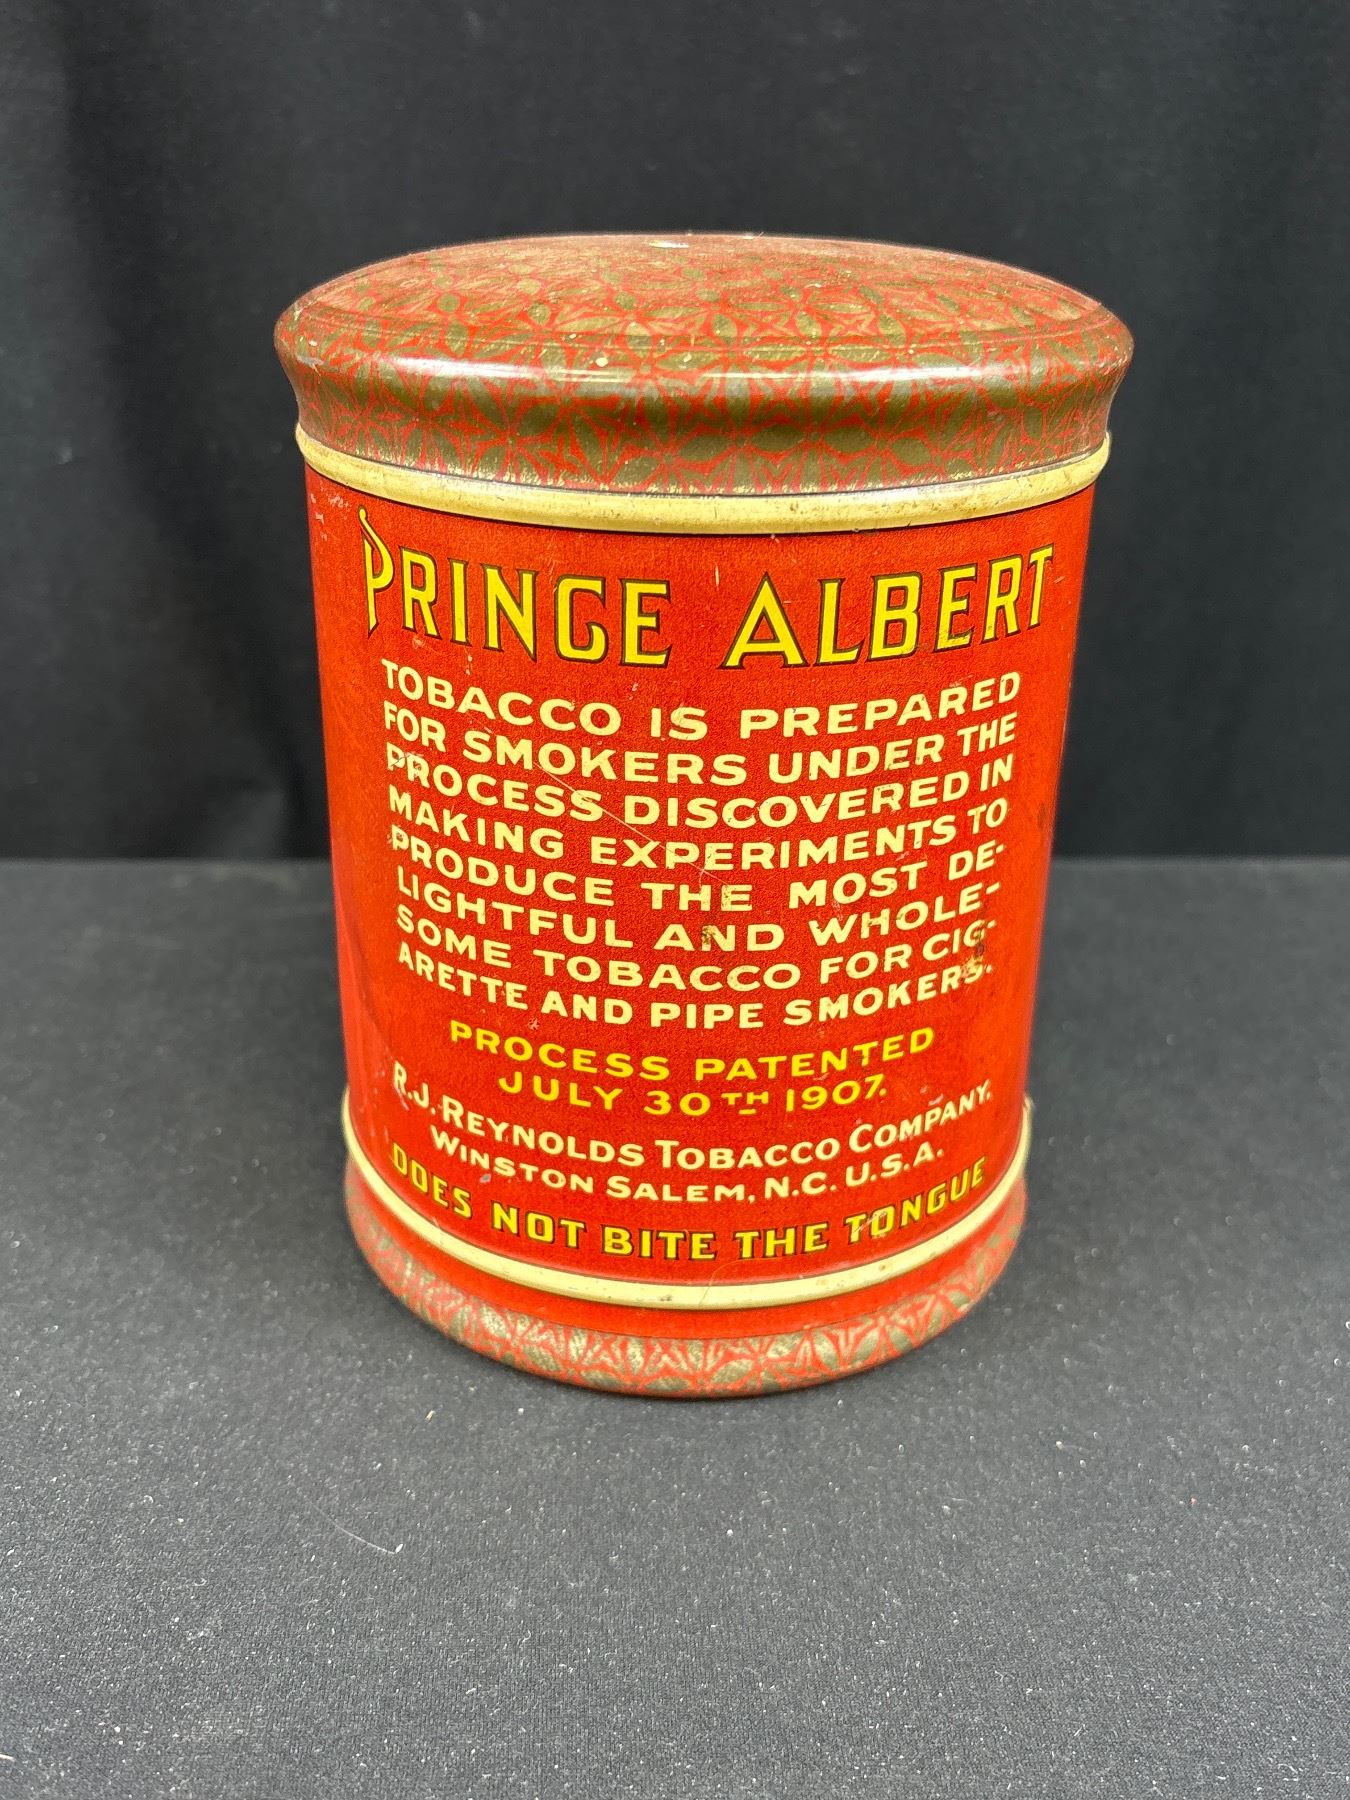 PRINCE ALBERT
TOBACCO IS PREPARED
FOR SMOKERS UNDER THE
PROCESS DISCOVERED IN
MAKING EXPERIMENTS TO
PRODUCE THE MOST DE-
LIGHTFUL AND WHOLE-
SOME TOBACCO FOR CIG-
ARETTE AND PIPE SMOKERS.
PROCESS PATENTED
JULY 30TH 1907.
R.J. REYNOLDS TOBACCO COMPANY.
WINSTON SALEM, N.C. U.S.A.
DOES NOT BITE THE TONGUE